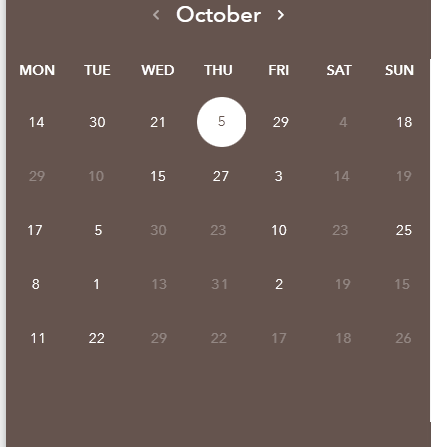 ‹ October ›
MON TUE WED THU FRI SAT SUN
14 30 21 5 29 4 18
29 10 15 27 3 14 19
17 5 30 23 10 23 25
8 1 13 31 2 19 15
11 22 29 22 17 18 26